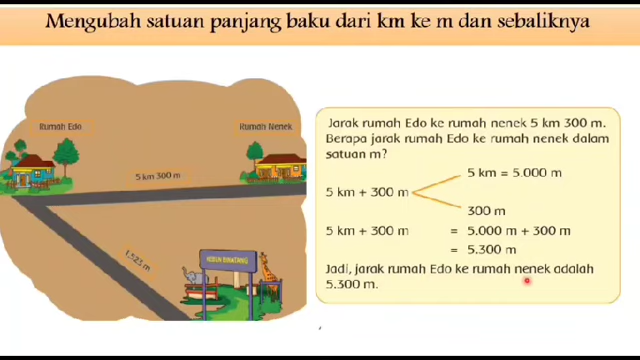 Mengubah satuan panjang baku dari km ke m dan sebaliknya
Rumah Edo
Rumah Nenek
5 km 300 m
1.525 m
KEBUN BINATANG
Jarak rumah Edo ke rumah nenek 5 km 300 m.
Berapa jarak rumah Edo ke rumah nenek dalam
satuan m?
5 km = 5.000 m
5 km + 300 m
300 m
5 km + 300 m = 5.000 m + 300 m
= 5.300 m
Jadi, jarak rumah Edo ke rumah nenek adalah
5.300 m.